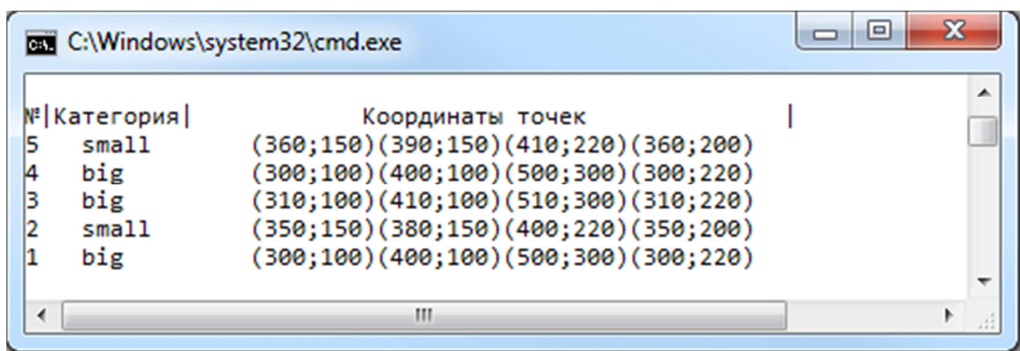 C:\Windows\system32\cmd.exe
№|Категория| Координаты точек |
5 small (360;150)(390;150)(410;220)(360;200)
4 big (300;100)(400;100)(500;300)(300;220)
3 big (310;100)(410;100)(510;300)(310;220)
2 small (350;150)(380;150)(400;220)(350;200)
1 big (300;100)(400;100)(500;300)(300;220)